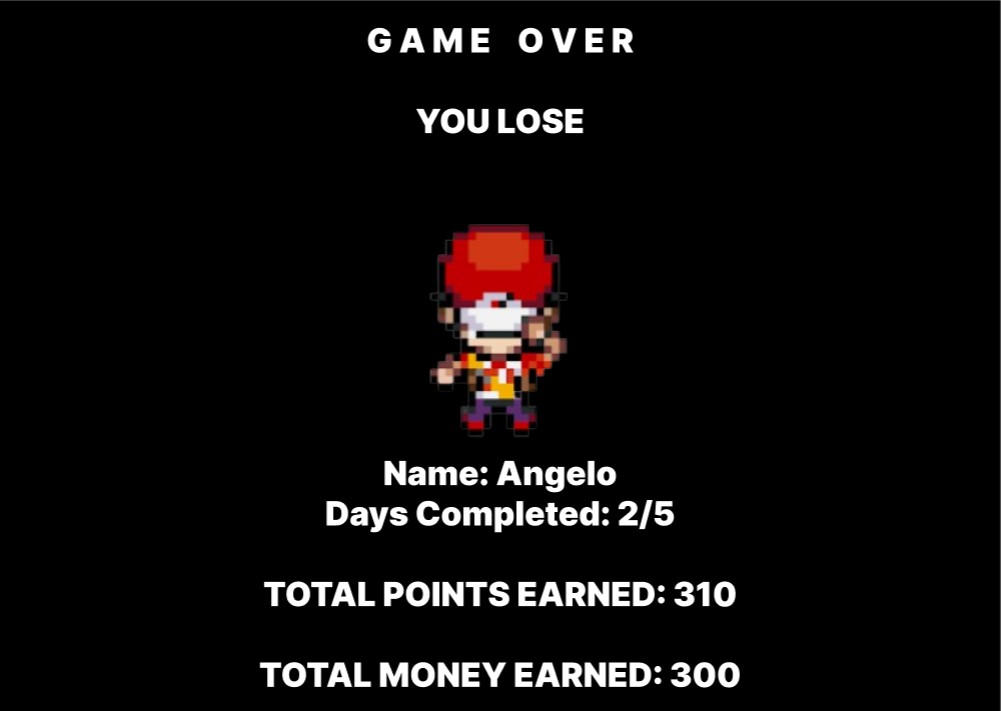 GAME OVER
YOU LOSE
Name: Angelo
Days Completed: 2/5
TOTAL POINTS EARNED: 310
TOTAL MONEY EARNED: 300